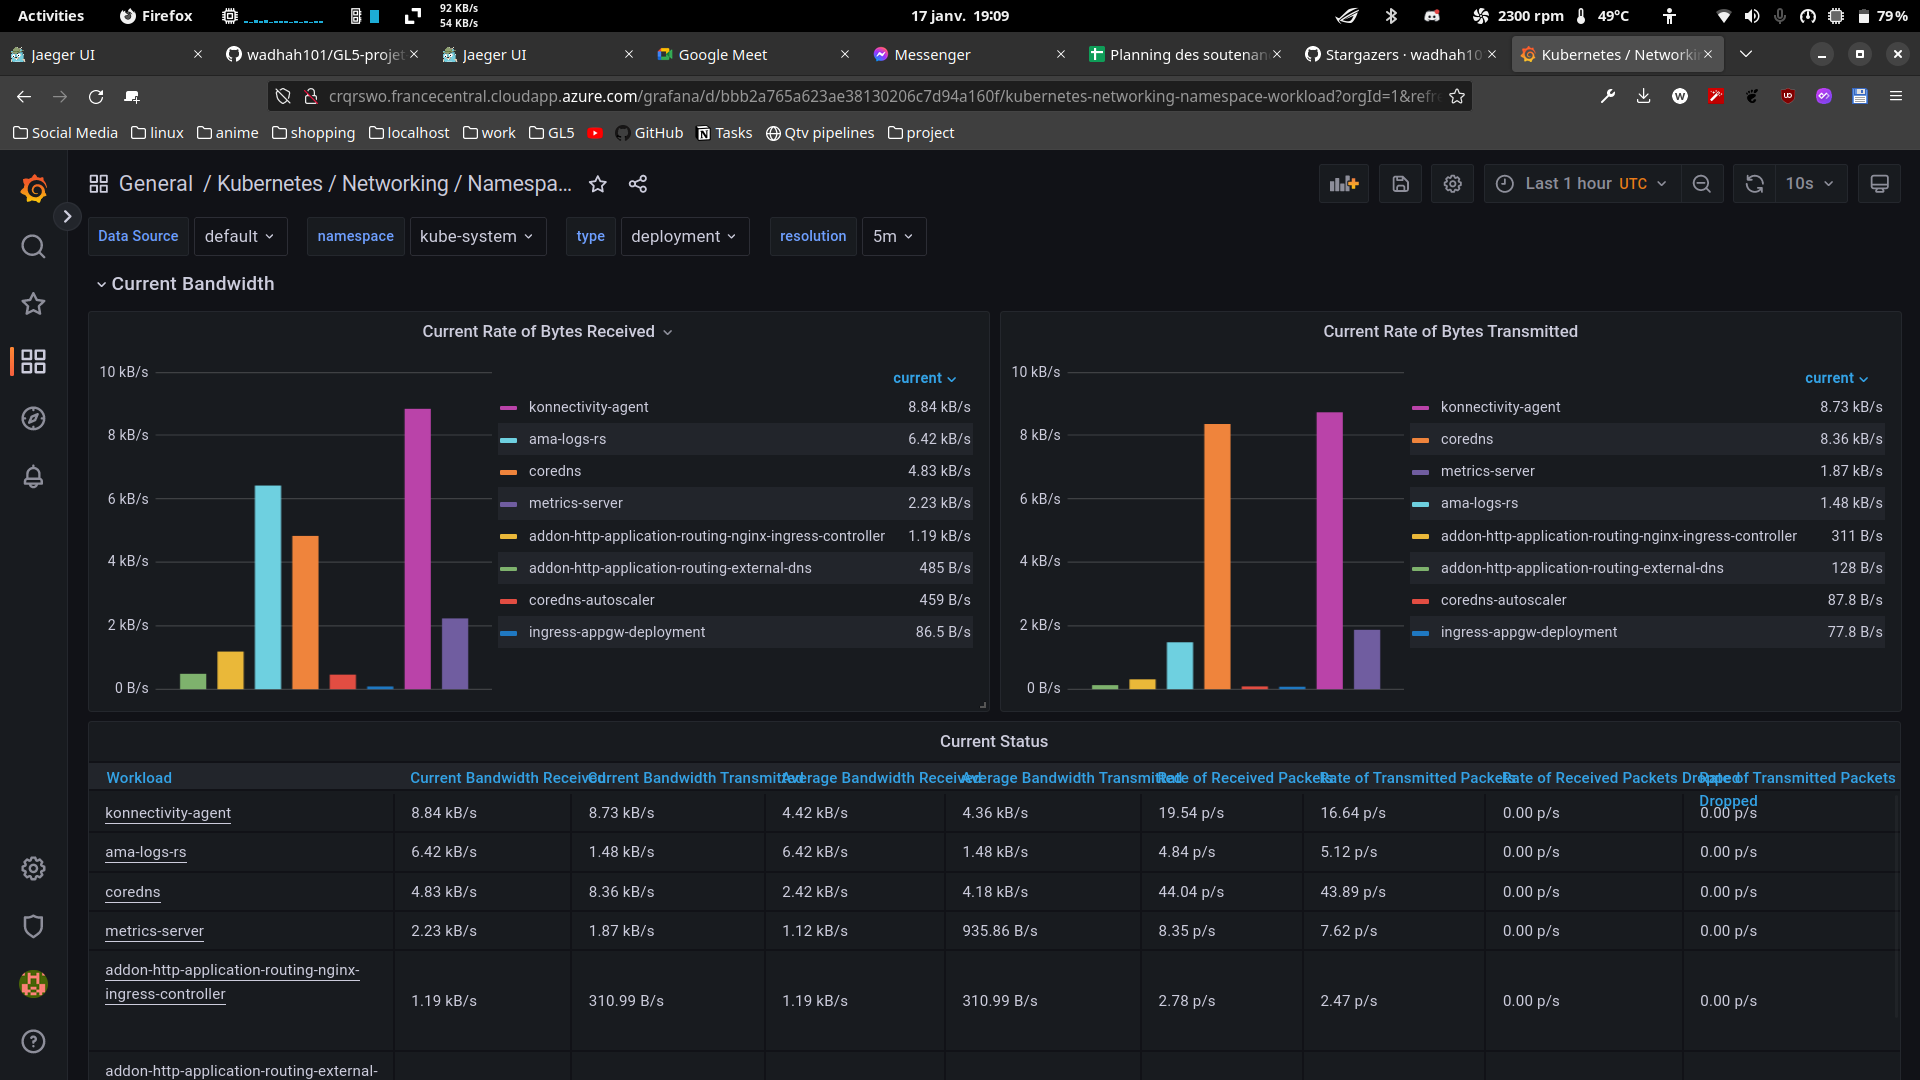 Activities Firefox 92 KB/s 54 KB/s 17 janv. 19:09 2300 rpm 49°C 79%
Jaeger UI wadhah101/GL5-projet Jaeger UI Google Meet Messenger Planning des soutenan Stargazers · wadhah10 Kubernetes / Networkin
crqrswo.francecentral.cloudapp.azure.com/grafana/d/bbb2a765a623ae38130206c7d94a160f/kubernetes-networking-namespace-workload?orgId=1&refre
Social Media linux anime shopping localhost work GL5 GitHub Tasks Qtv pipelines project
General / Kubernetes / Networking / Namespa... Last 1 hour UTC 10s
Data Source default namespace kube-system type deployment resolution 5m
Current Bandwidth
Current Rate of Bytes Received
10 kB/s
8 kB/s
6 kB/s
4 kB/s
2 kB/s
0 B/s
current
konnectivity-agent 8.84 kB/s
ama-logs-rs 6.42 kB/s
coredns 4.83 kB/s
metrics-server 2.23 kB/s
addon-http-application-routing-nginx-ingress-controller 1.19 kB/s
addon-http-application-routing-external-dns 485 B/s
coredns-autoscaler 459 B/s
ingress-appgw-deployment 86.5 B/s
Current Rate of Bytes Transmitted
10 kB/s
8 kB/s
6 kB/s
4 kB/s
2 kB/s
0 B/s
current
konnectivity-agent 8.73 kB/s
coredns 8.36 kB/s
metrics-server 1.87 kB/s
ama-logs-rs 1.48 kB/s
addon-http-application-routing-nginx-ingress-controller 311 B/s
addon-http-application-routing-external-dns 128 B/s
coredns-autoscaler 87.8 B/s
ingress-appgw-deployment 77.8 B/s
Current Status
Workload Current Bandwidth Received Current Bandwidth Transmitted Average Bandwidth Received Average Bandwidth Transmitted Rate of Received Packets Rate of Transmitted Packets Rate of Received Packets Dropped Rate of Transmitted Packets Dropped
konnectivity-agent 8.84 kB/s 8.73 kB/s 4.42 kB/s 4.36 kB/s 19.54 p/s 16.64 p/s 0.00 p/s 0.00 p/s
ama-logs-rs 6.42 kB/s 1.48 kB/s 6.42 kB/s 1.48 kB/s 4.84 p/s 5.12 p/s 0.00 p/s 0.00 p/s
coredns 4.83 kB/s 8.36 kB/s 2.42 kB/s 4.18 kB/s 44.04 p/s 43.89 p/s 0.00 p/s 0.00 p/s
metrics-server 2.23 kB/s 1.87 kB/s 1.12 kB/s 935.86 B/s 8.35 p/s 7.62 p/s 0.00 p/s 0.00 p/s
addon-http-application-routing-nginx-
ingress-controller 1.19 kB/s 310.99 B/s 1.19 kB/s 310.99 B/s 2.78 p/s 2.47 p/s 0.00 p/s 0.00 p/s
addon-http-application-routing-external-